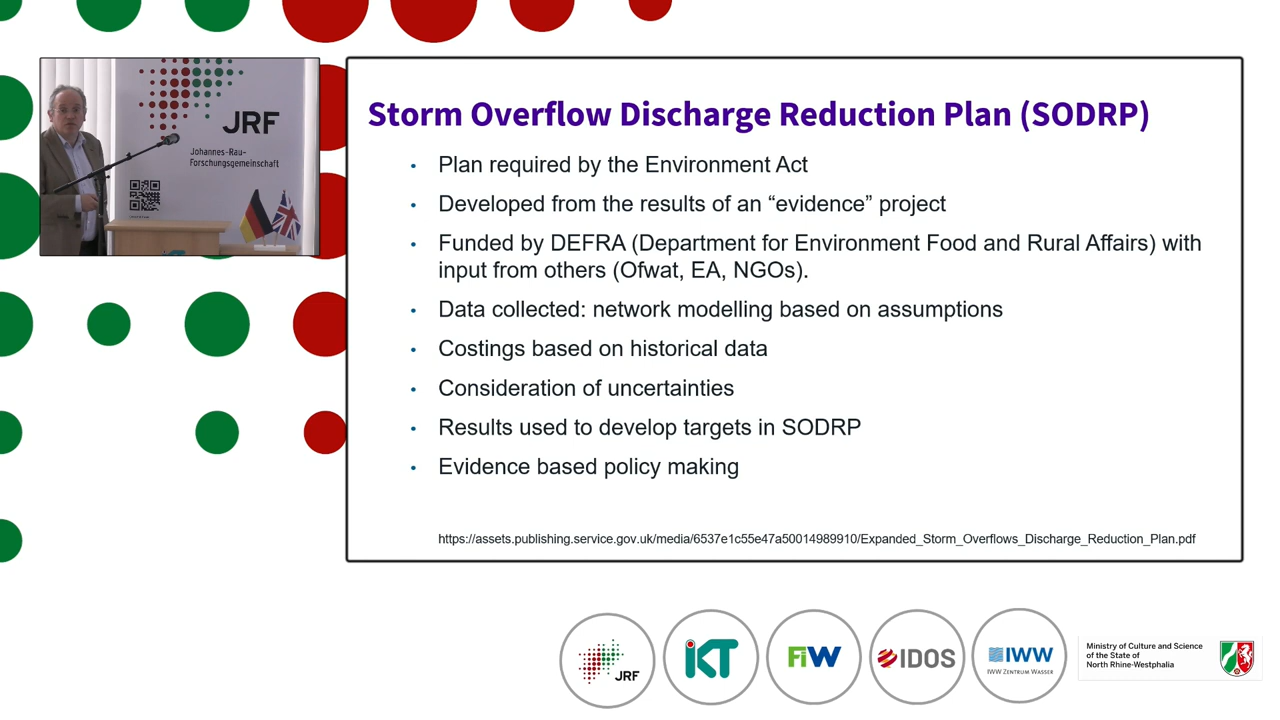 JRF
Johannes-Rau-
Forschungsgemeinschaft
Storm Overflow Discharge Reduction Plan (SODRP)
• Plan required by the Environment Act
• Developed from the results of an “evidence” project
• Funded by DEFRA (Department for Environment Food and Rural Affairs) with
input from others (Ofwat, EA, NGOs).
• Data collected: network modelling based on assumptions
• Costings based on historical data
• Consideration of uncertainties
• Results used to develop targets in SODRP
• Evidence based policy making
https://assets.publishing.service.gov.uk/media/6537e1c55e47a50014989910/Expanded_Storm_Overflows_Discharge_Reduction_Plan.pdf
JRF
iKT
FiW
IDOS
IWW
IWW ZENTRUM WASSER
Ministry of Culture and Science
of the State of
North Rhine-Westphalia